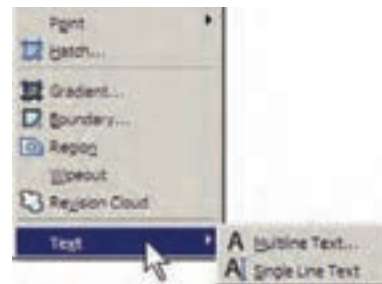 Point
Hatch...
Gradient...
Boundary...
Region
Wipeout
Revision Cloud
Text
A Multiline Text...
A Single Line Text